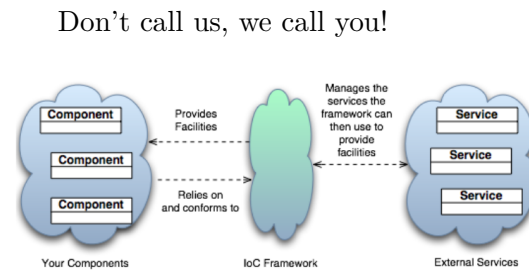 Don't call us, we call you!
Component
Component
Component
Your Components
Provides
Facilities
Relies on
and conforms to
IoC Framework
Manages the
services the
framework can
then use to
provide
facilities
Service
Service
Service
External Services